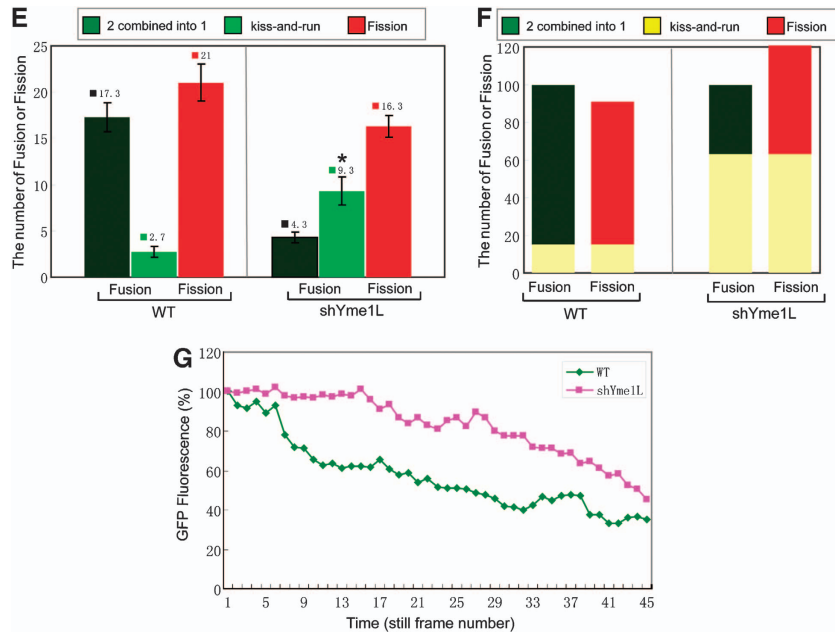 E
2 combined into 1 kiss-and-run Fission
The number of Fusion or Fission
25
20
15
10
5
0
17.3
2.7
21
4.3
9.3
*
16.3
Fusion Fission Fusion Fission
WT shYme1L
F
2 combined into 1 kiss-and-run Fission
The number of Fusion or Fission
120
100
80
60
40
20
0
Fusion Fission Fusion Fission
WT shYme1L
G
GFP Fluorescence (%)
120
100
80
60
40
20
0
WT
shYme1L
1 5 9 13 17 21 25 29 33 37 41 45
Time (still frame number)